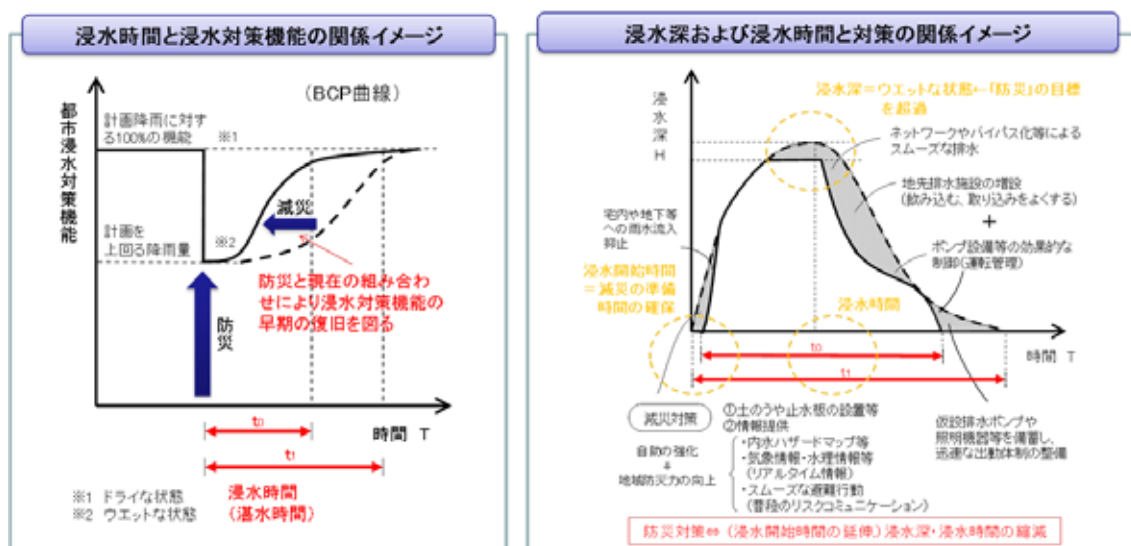 浸水時間と浸水対策機能の関係イメージ
(BCP曲線)
都市浸水対策機能
計画降雨に対す
る100%の機能
※1
計画を
上回る降雨量
※2
減災
防災
防災と現在の組み合わ
せにより浸水対策機能の
早期の復旧を図る
t0
時間 T
t1
※1 ドライな状態
※2 ウエットな状態
浸水時間
(湛水時間)
浸水深および浸水時間と対策の関係イメージ
浸水深=ウエットな状態←「防災」の目標
を超過
浸水深
H
ネットワークやバイパス化等による
スムーズな排水
地先排水施設の増設
(飲み込む、取り込みをよくする)
+
ポンプ設備等の効果的な
制御(運転管理)
宅内や地下等
への雨水流入
抑止
浸水開始時間
=減災の準備
時間の確保
浸水時間
t0
時間 T
t1
減災対策
自助の強化
地域防災力の向上
①土のうや止水板の設置等
②情報提供
・内水ハザードマップ等
・気象情報・水理情報等
(リアルタイム情報)
・スムーズな避難行動
(普段のリスクコミュニケーション)
仮設排水ポンプや
照明機器等を備蓄し、
迅速な出動体制の整備
防災対策⇔(浸水開始時間の延伸)浸水深・浸水時間の縮減